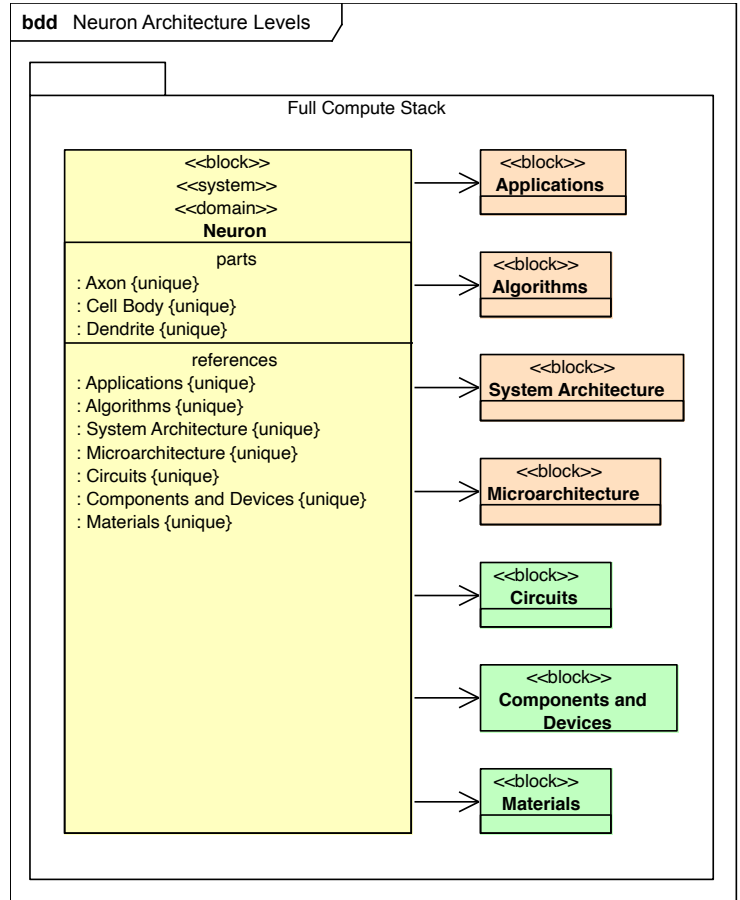 bdd Neuron Architecture Levels
Full Compute Stack
<<block>>
<<system>>
<<domain>>
Neuron
parts
: Axon {unique}
: Cell Body {unique}
: Dendrite {unique}
references
: Applications {unique}
: Algorithms {unique}
: System Architecture {unique}
: Microarchitecture {unique}
: Circuits {unique}
: Components and Devices {unique}
: Materials {unique}
<<block>>
Applications
<<block>>
Algorithms
<<block>>
System Architecture
<<block>>
Microarchitecture
<<block>>
Circuits
<<block>>
Components and
Devices
<<block>>
Materials